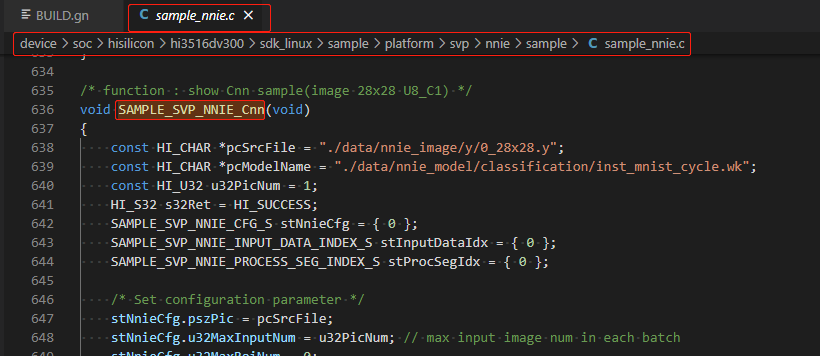 BUILD.gn
sample_nnie.c ×
device > soc > hisilicon > hi3516dv300 > sdk_linux > sample > platform > svp > nnie > sample > C sample_nnie.c
633 }
634
635 /* function : show Cnn sample(image 28x28 U8_C1) */
636 void SAMPLE_SVP_NNIE_Cnn(void)
637 {
638 const HI_CHAR *pcSrcFile = "./data/nnie_image/y/0_28x28.y";
639 const HI_CHAR *pcModelName = "./data/nnie_model/classification/inst_mnist_cycle.wk";
640 const HI_U32 u32PicNum = 1;
641 HI_S32 s32Ret = HI_SUCCESS;
642 SAMPLE_SVP_NNIE_CFG_S stNnieCfg = { 0 };
643 SAMPLE_SVP_NNIE_INPUT_DATA_INDEX_S stInputDataIdx = { 0 };
644 SAMPLE_SVP_NNIE_PROCESS_SEG_INDEX_S stProcSegIdx = { 0 };
645
646 /* Set configuration parameter */
647 stNnieCfg.pszPic = pcSrcFile;
648 stNnieCfg.u32MaxInputNum = u32PicNum; // max input image num in each batch
649 stNnieCfg.u32MaxRoiNum = 0;